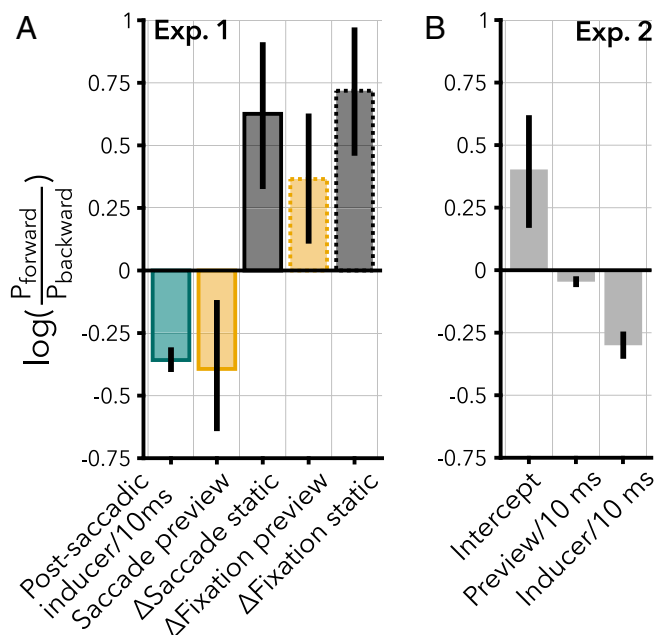 A
Exp. 1
B
Exp. 2
log(P forward / P backward)
1
0.75
0.5
0.25
0
-0.25
-0.5
-0.75
Post-saccadic
inducer/10ms
Saccade preview
ΔSaccade static
ΔFixation preview
ΔFixation static
1
0.75
0.5
0.25
0
-0.25
-0.5
-0.75
Intercept
Preview/10 ms
Inducer/10 ms